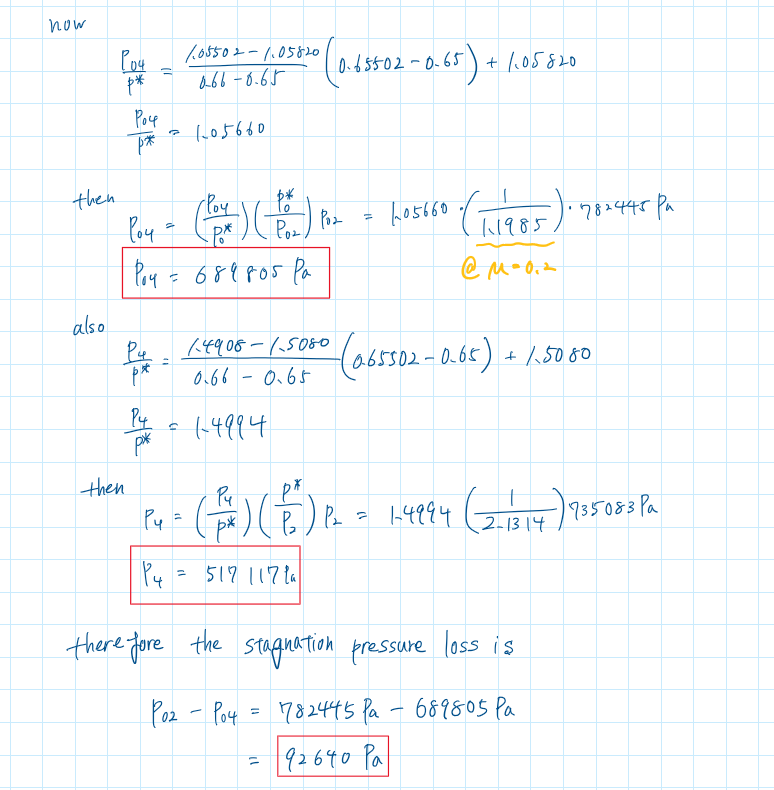 now
P04/P* = (1.05502 - 1.05820)/(0.66 - 0.65) (0.65502 - 0.65) + 1.05820
P04/P* = 1.05660
then
P04 = (P04/P0*)(P0*/P02) P02 = 1.05660 · (1/1.1985) · 782445 Pa
@ M=0.2
P04 = 689805 Pa
also
P4/P* = (1.4908 - 1.5080)/(0.66 - 0.65) (0.65502 - 0.65) + 1.5080
P4/P* = 1.4994
then
P4 = (P4/P*)(P*/P2) P2 = 1.4994 (1/2.1314) 735083 Pa
P4 = 517117 Pa
therefore the stagnation pressure loss is
P02 - P04 = 782445 Pa - 689805 Pa
= 92640 Pa